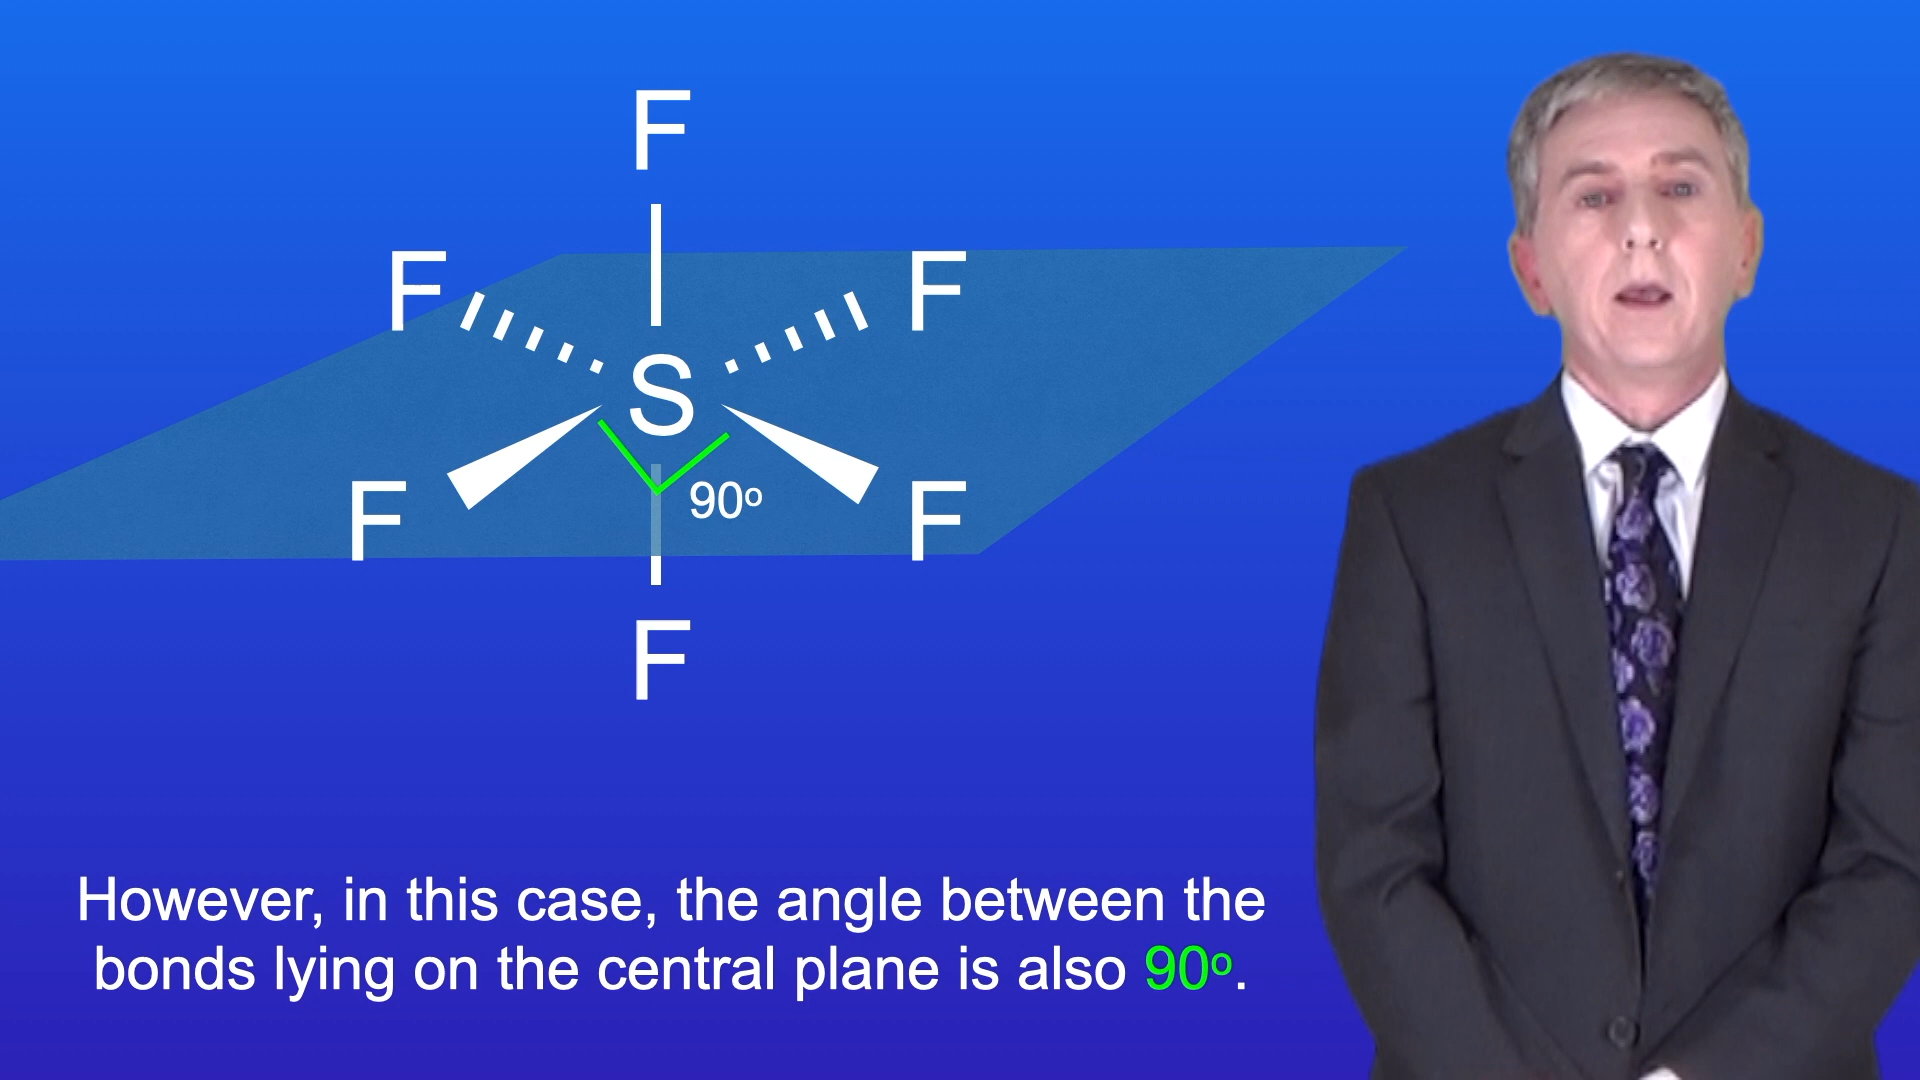 F
F F
S
90º
F F
F
However, in this case, the angle between the
bonds lying on the central plane is also 90º.